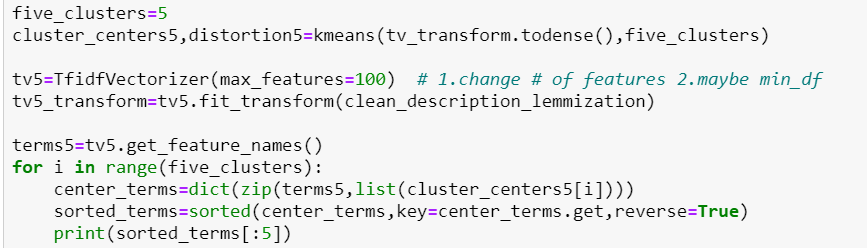 five_clusters=5
cluster_centers5,distortion5=kmeans(tv_transform.todense(),five_clusters)
tv5=TfidfVectorizer(max_features=100)  # 1.change # of features 2.maybe min_df
tv5_transform=tv5.fit_transform(clean_description_lemmization)
terms5=tv5.get_feature_names()
for i in range(five_clusters):
    center_terms=dict(zip(terms5,list(cluster_centers5[i])))
    sorted_terms=sorted(center_terms,key=center_terms.get,reverse=True)
    print(sorted_terms[:5])